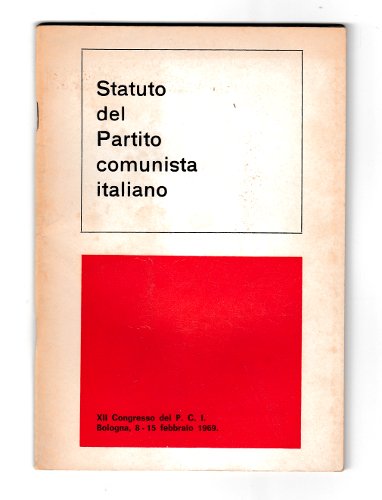 Statuto
del
Partito
comunista
italiano
XII Congresso del P. C. I.
Bologna, 8 - 15 febbraio 1969.